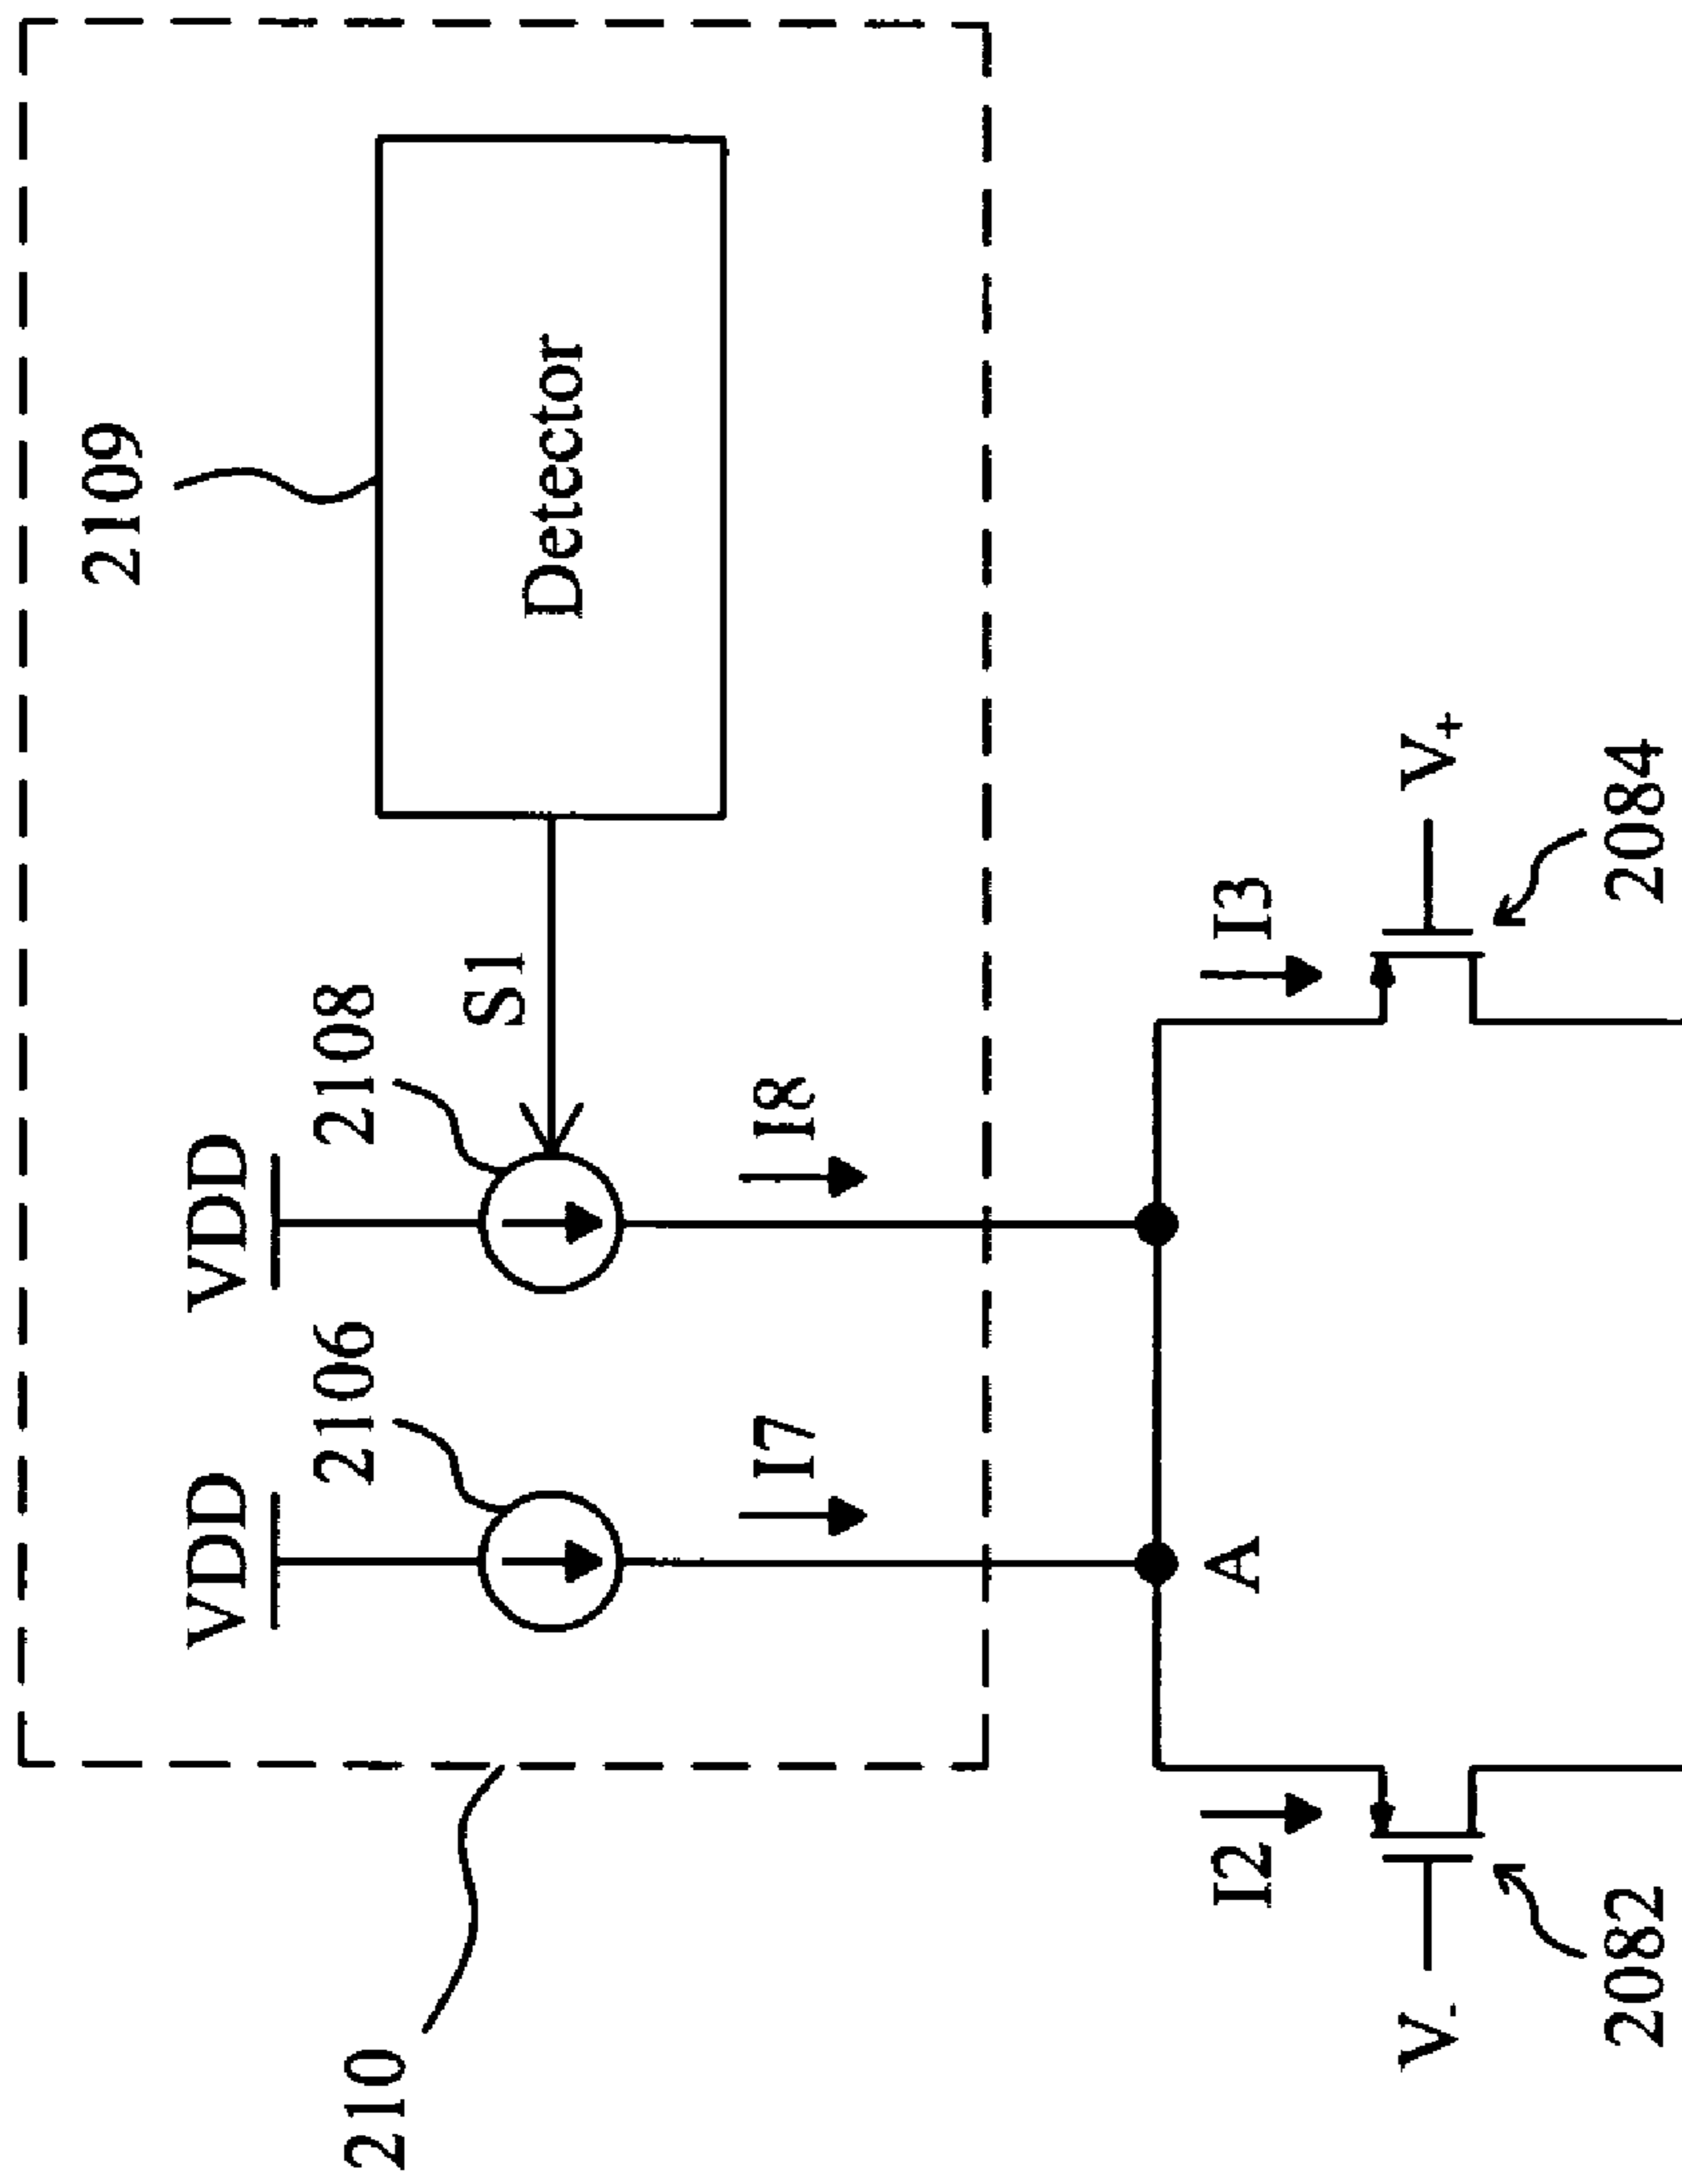 2109
VDD
VDD
210
2106
2108
S1
Detector
I7
I8
I2
A
I3
V-
V+
2082
2084